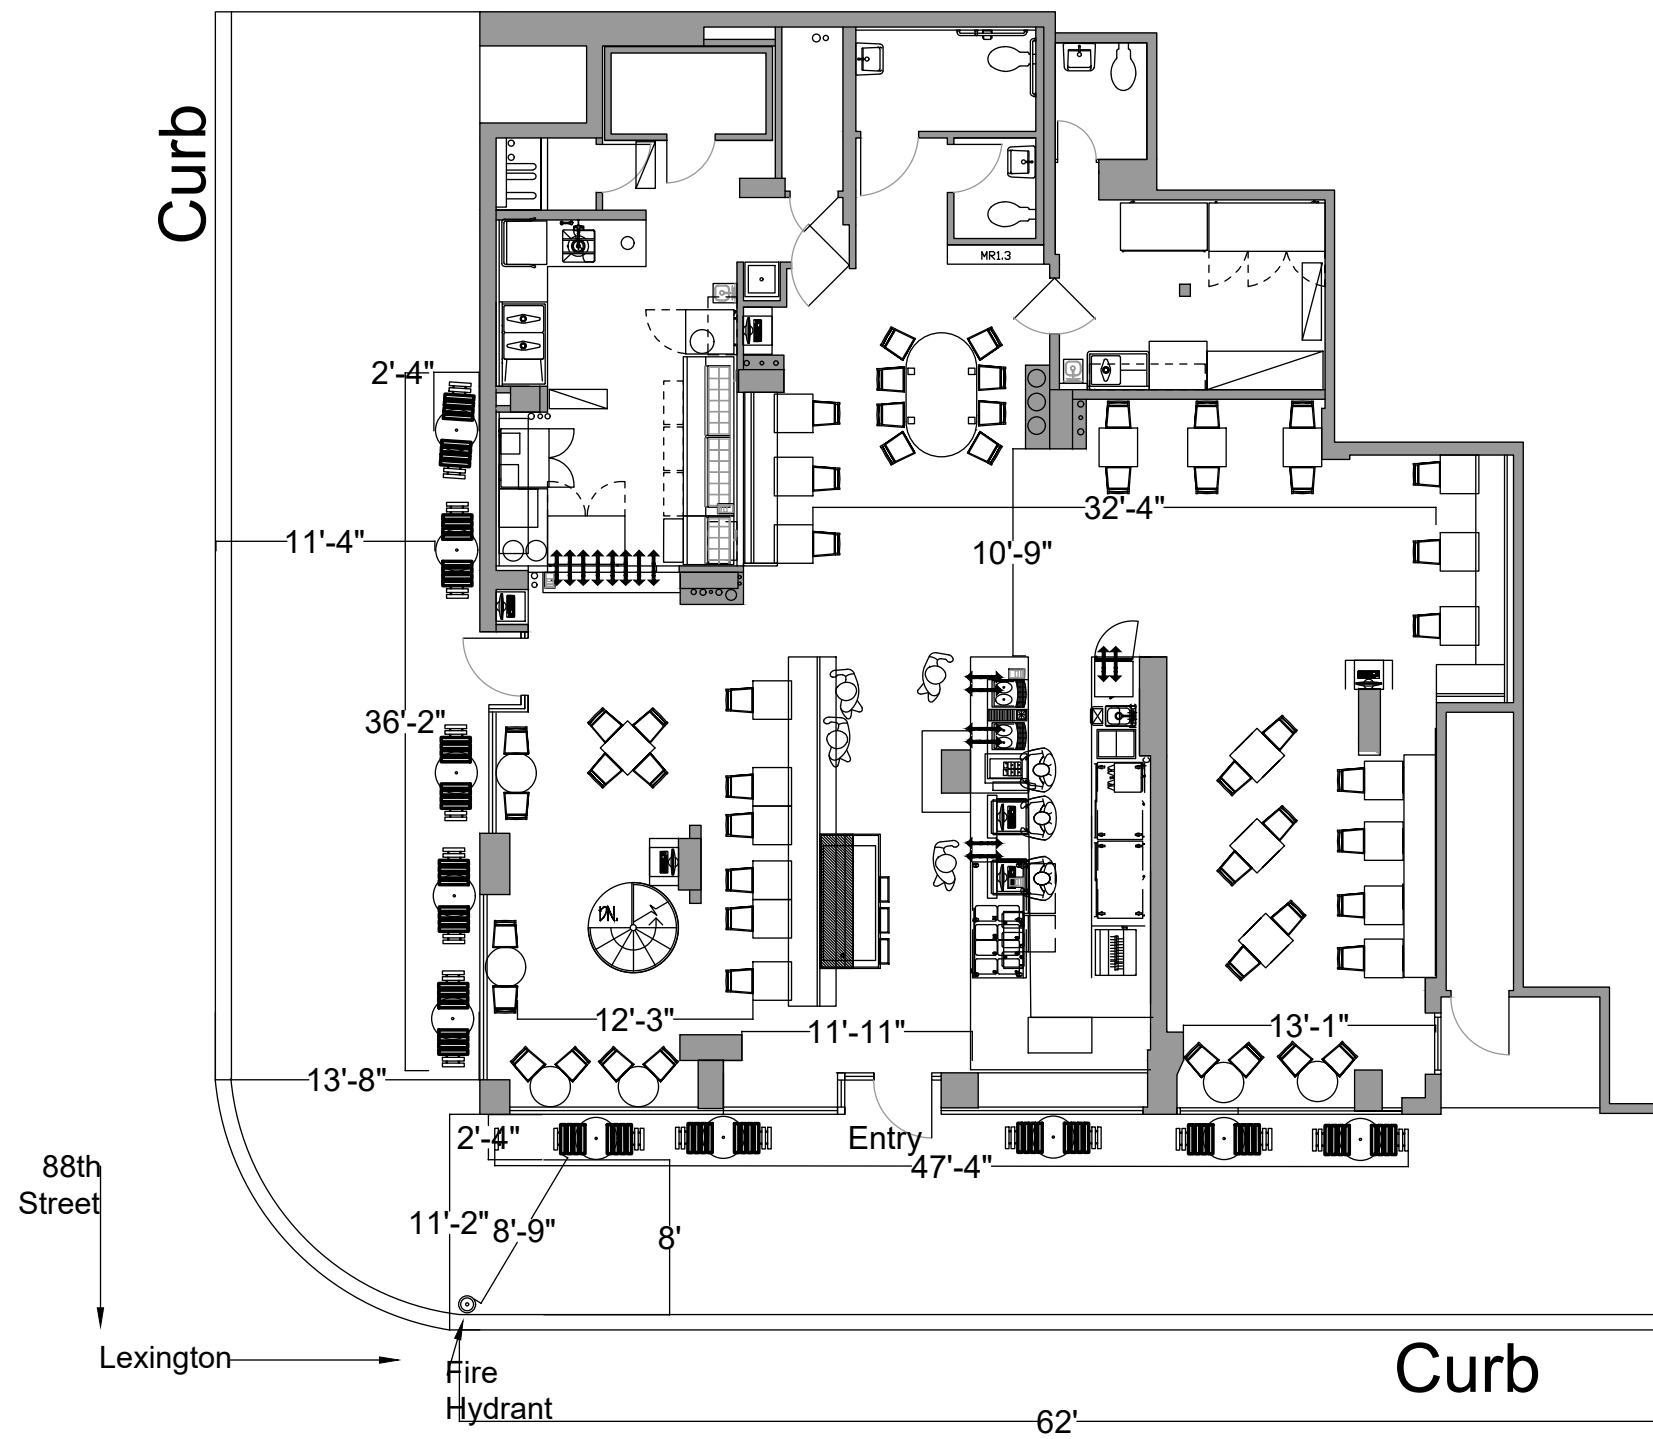 Curb
MR1.3
2'-4"
32'-4"
11'-4"
10'-9"
36'-2"
DN.
12'-3"
11'-11"
13'-1"
13'-8"
2'-4"
Entry
47'-4"
88th
Street
11'-2"
8'-9"
8'
Lexington
Fire
Hydrant
Curb
62'